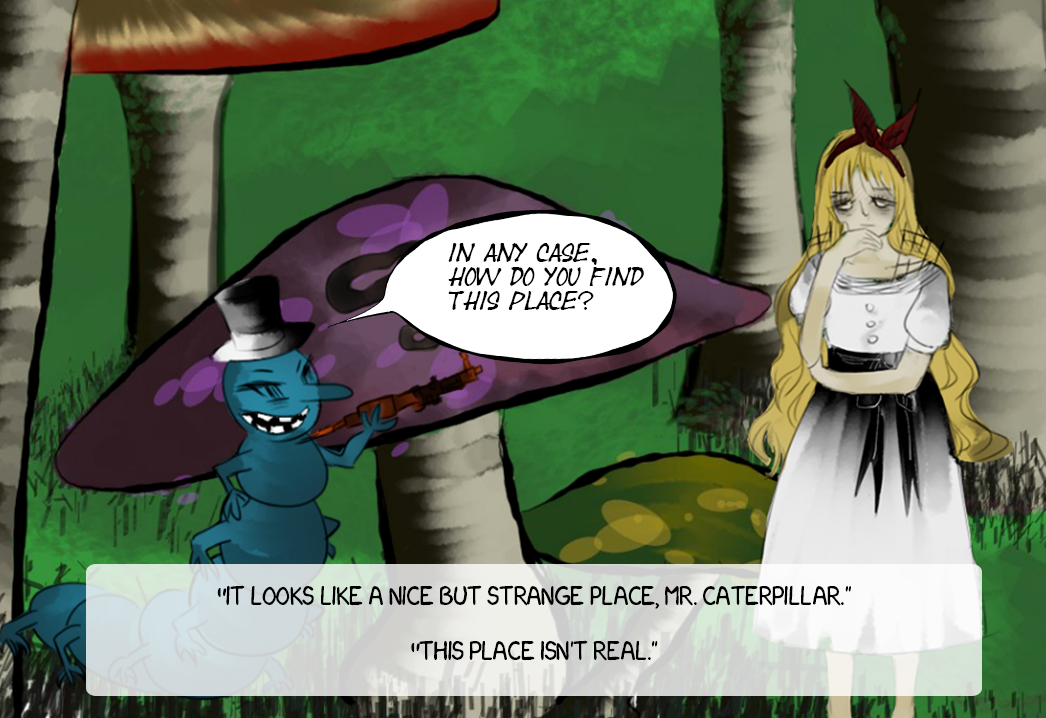 IN ANY CASE,
HOW DO YOU FIND
THIS PLACE?
"IT LOOKS LIKE A NICE BUT STRANGE PLACE, MR. CATERPILLAR."
"THIS PLACE ISN'T REAL."